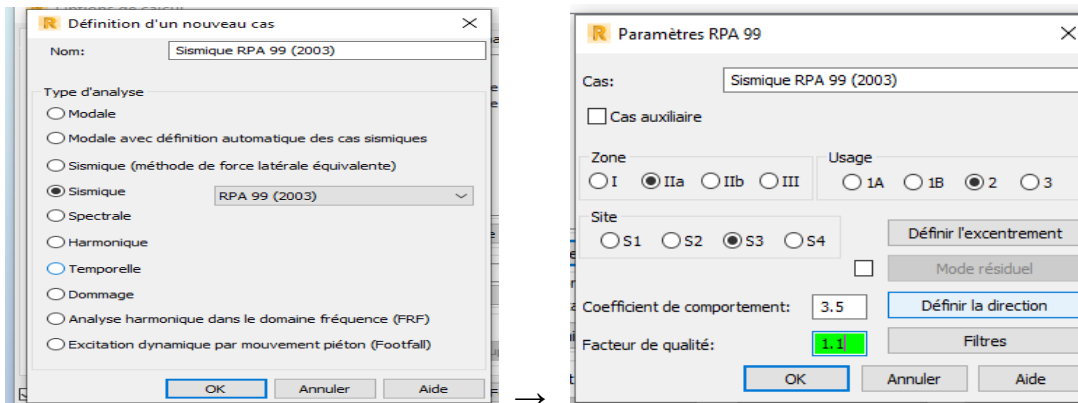 Définition d'un nouveau cas
Nom:
Sismique RPA 99 (2003)
Type d'analyse
Modale
Modale avec définition automatique des cas sismiques
Sismique (méthode de force latérale équivalente)
Sismique
RPA 99 (2003)
Spectrale
Harmonique
Temporelle
Dommage
Analyse harmonique dans le domaine fréquence (FRF)
Excitation dynamique par mouvement piéton (Footfall)
OK Annuler Aide
→
Paramètres RPA 99
Cas:
Sismique RPA 99 (2003)
Cas auxiliaire
Zone
I IIa IIb III
Usage
1A 1B 2 3
Site
S1 S2 S3 S4
Définir l'excentrement
Mode résiduel
Coefficient de comportement: 3.5
Définir la direction
Facteur de qualité: 1.1
Filtres
OK Annuler Aide